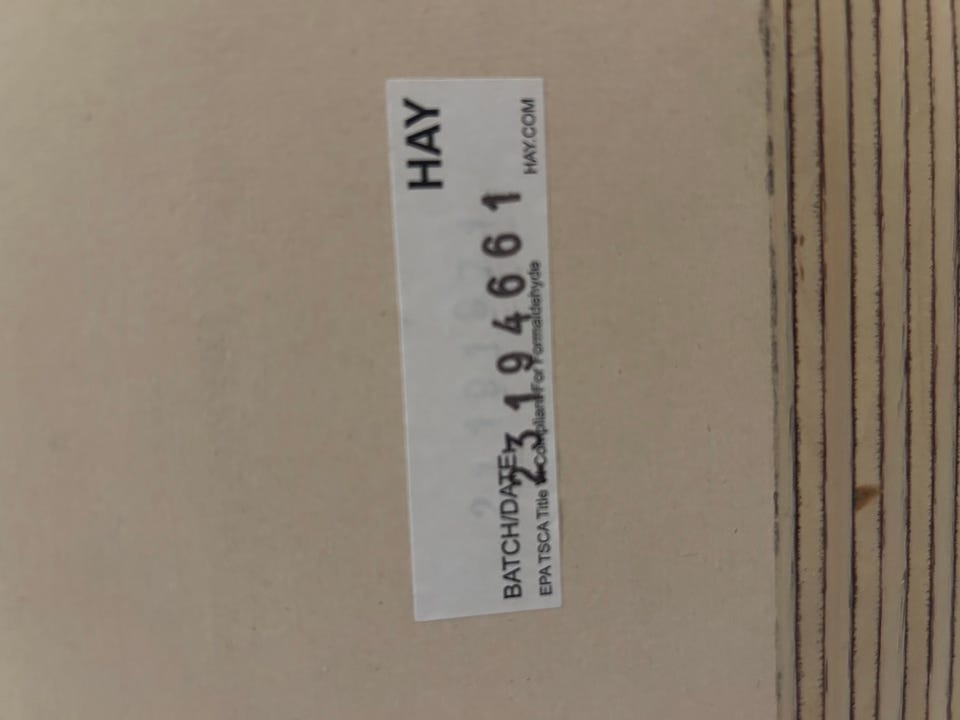 HAY
BATCH/DATE:
2319466 1
EPA TSCA Title VI Compliant For Formaldehyde
HAY.COM